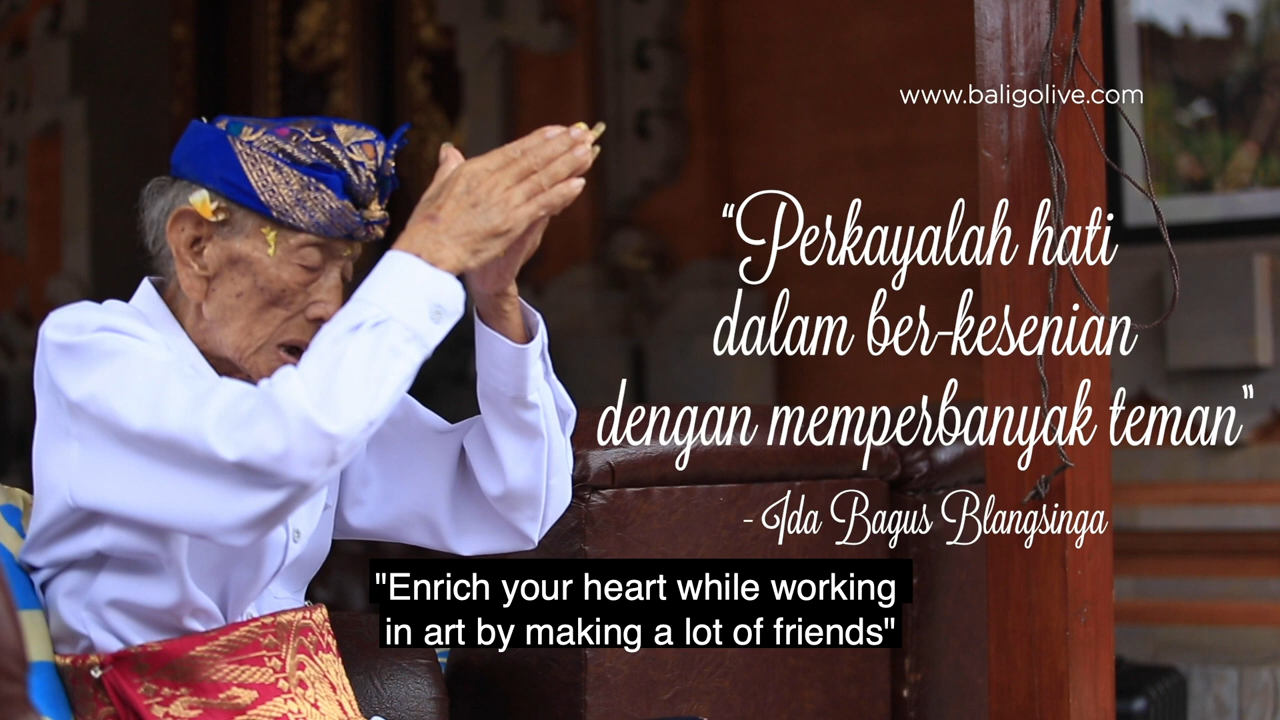 www.baligolive.com
"Perkayalah hati
dalam ber-kesenian
dengan memperbanyak teman"
- Ida Bagus Blangsinga
"Enrich your heart while working
in art by making a lot of friends"